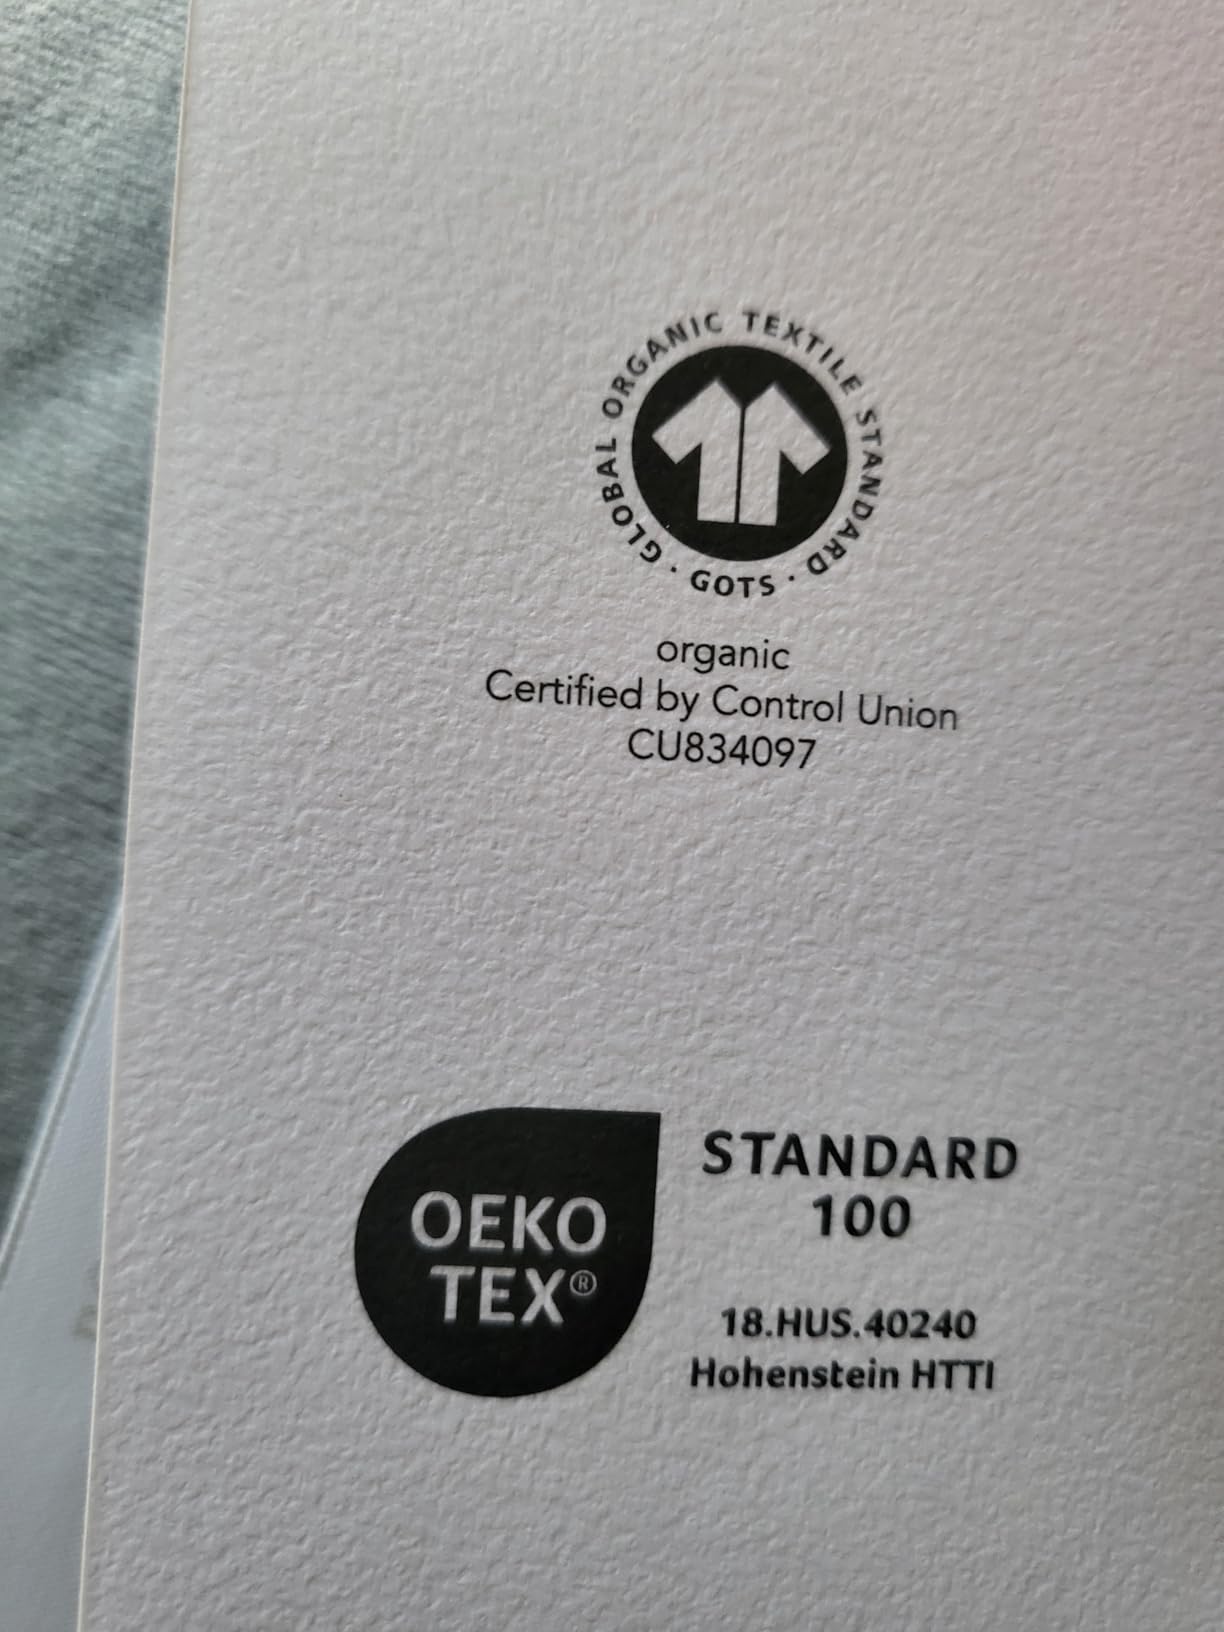 GLOBAL ORGANIC TEXTILE STANDARD · GOTS ·
organic
Certified by Control Union
CU834097
OEKO
TEX®
STANDARD
100
18.HUS.40240
Hohenstein HTTI